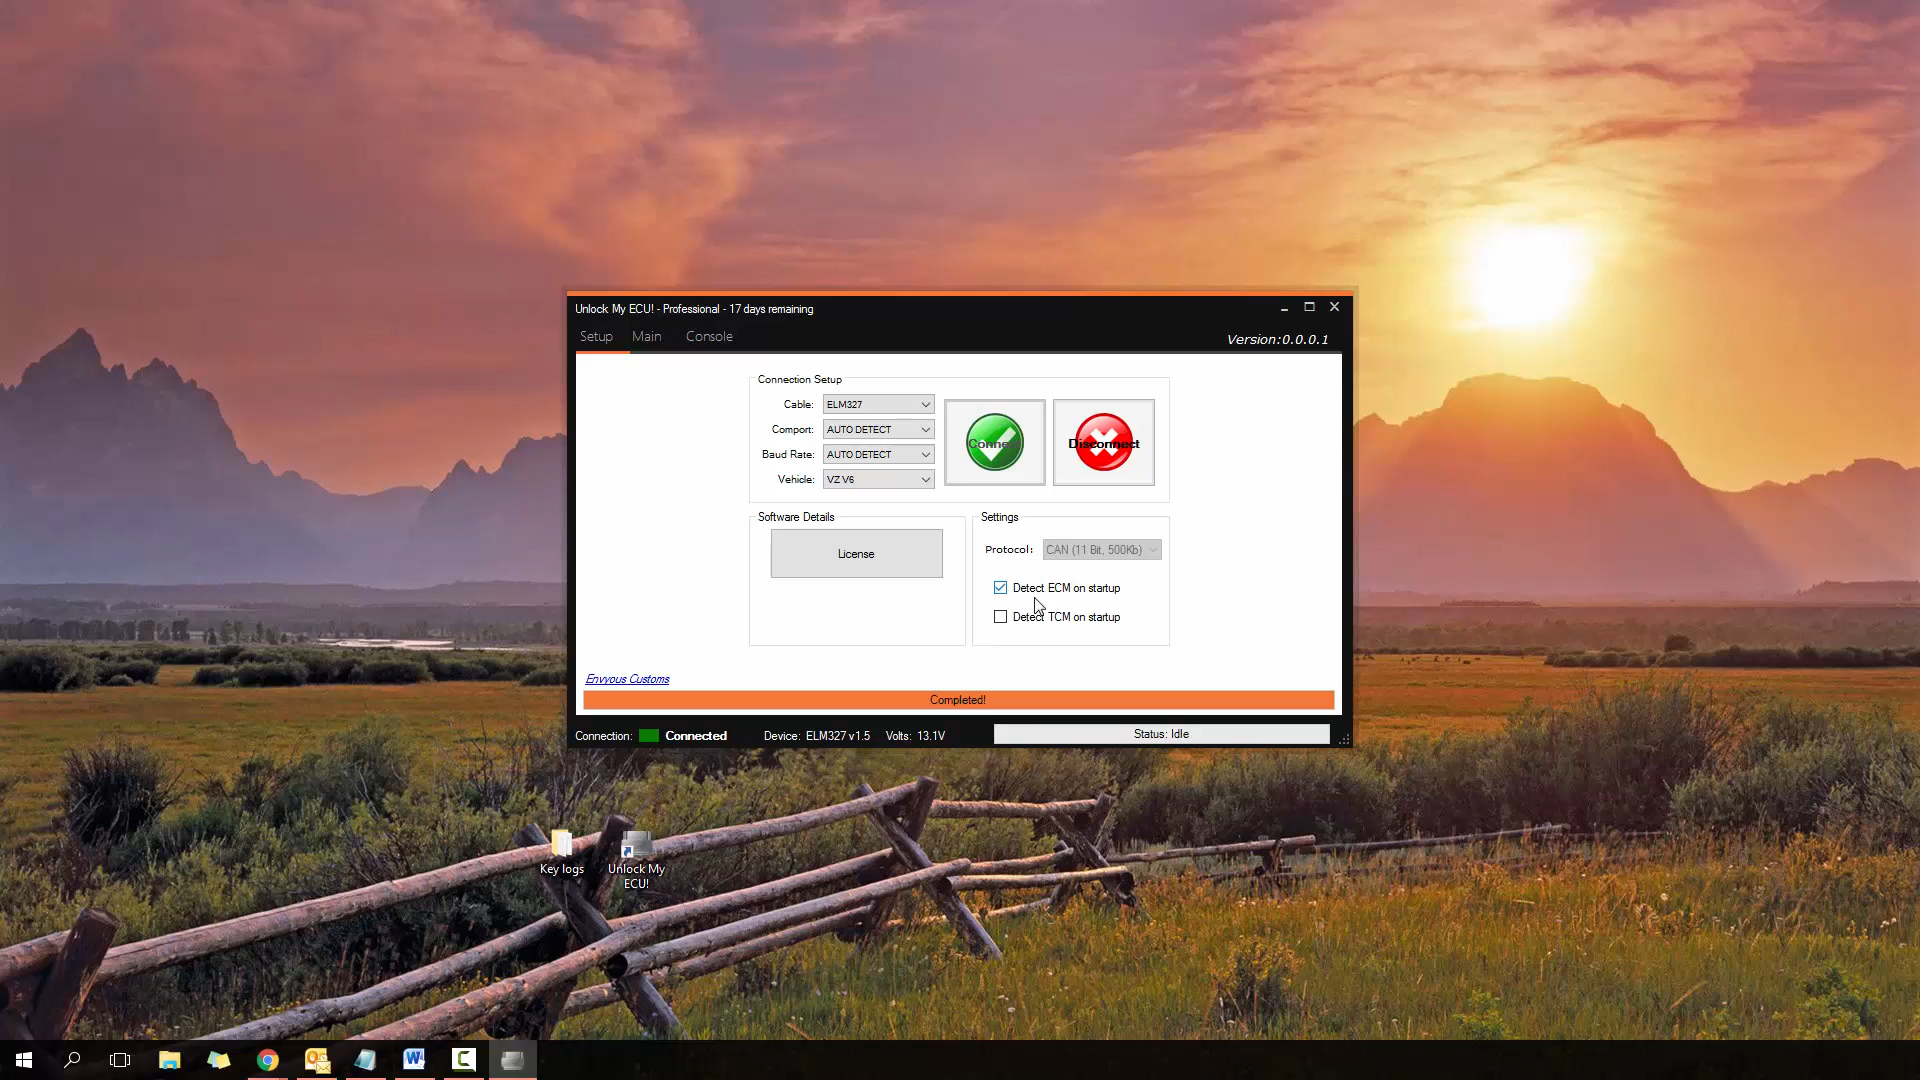 Unlock My ECU! - Professional - 17 days remaining
Setup Main Console
Version:0.0.0.1
Connection Setup
Cable: ELM327
Comport: AUTO DETECT
Baud Rate: AUTO DETECT
Vehicle: VZ V6
Connect
Disconnect
Software Details
License
Settings
Protocol: CAN (11 Bit, 500Kb)
Detect ECM on startup
Detect TCM on startup
Envyous Customs
Completed!
Connection: Connected Device: ELM327 v1.5 Volts: 13.1V Status: Idle
Key logs
Unlock My
ECU!